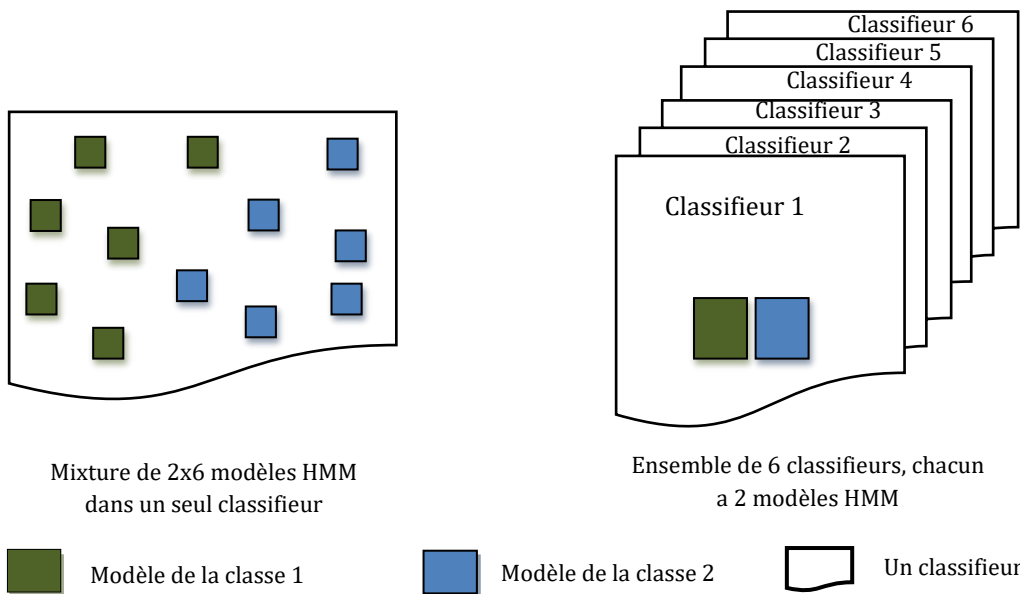 Classifieur 6
Classifieur 5
Classifieur 4
Classifieur 3
Classifieur 2
Classifieur 1
Mixture de 2x6 modèles HMM
dans un seul classifieur
Ensemble de 6 classifieurs, chacun
a 2 modèles HMM
Modèle de la classe 1
Modèle de la classe 2
Un classifieur